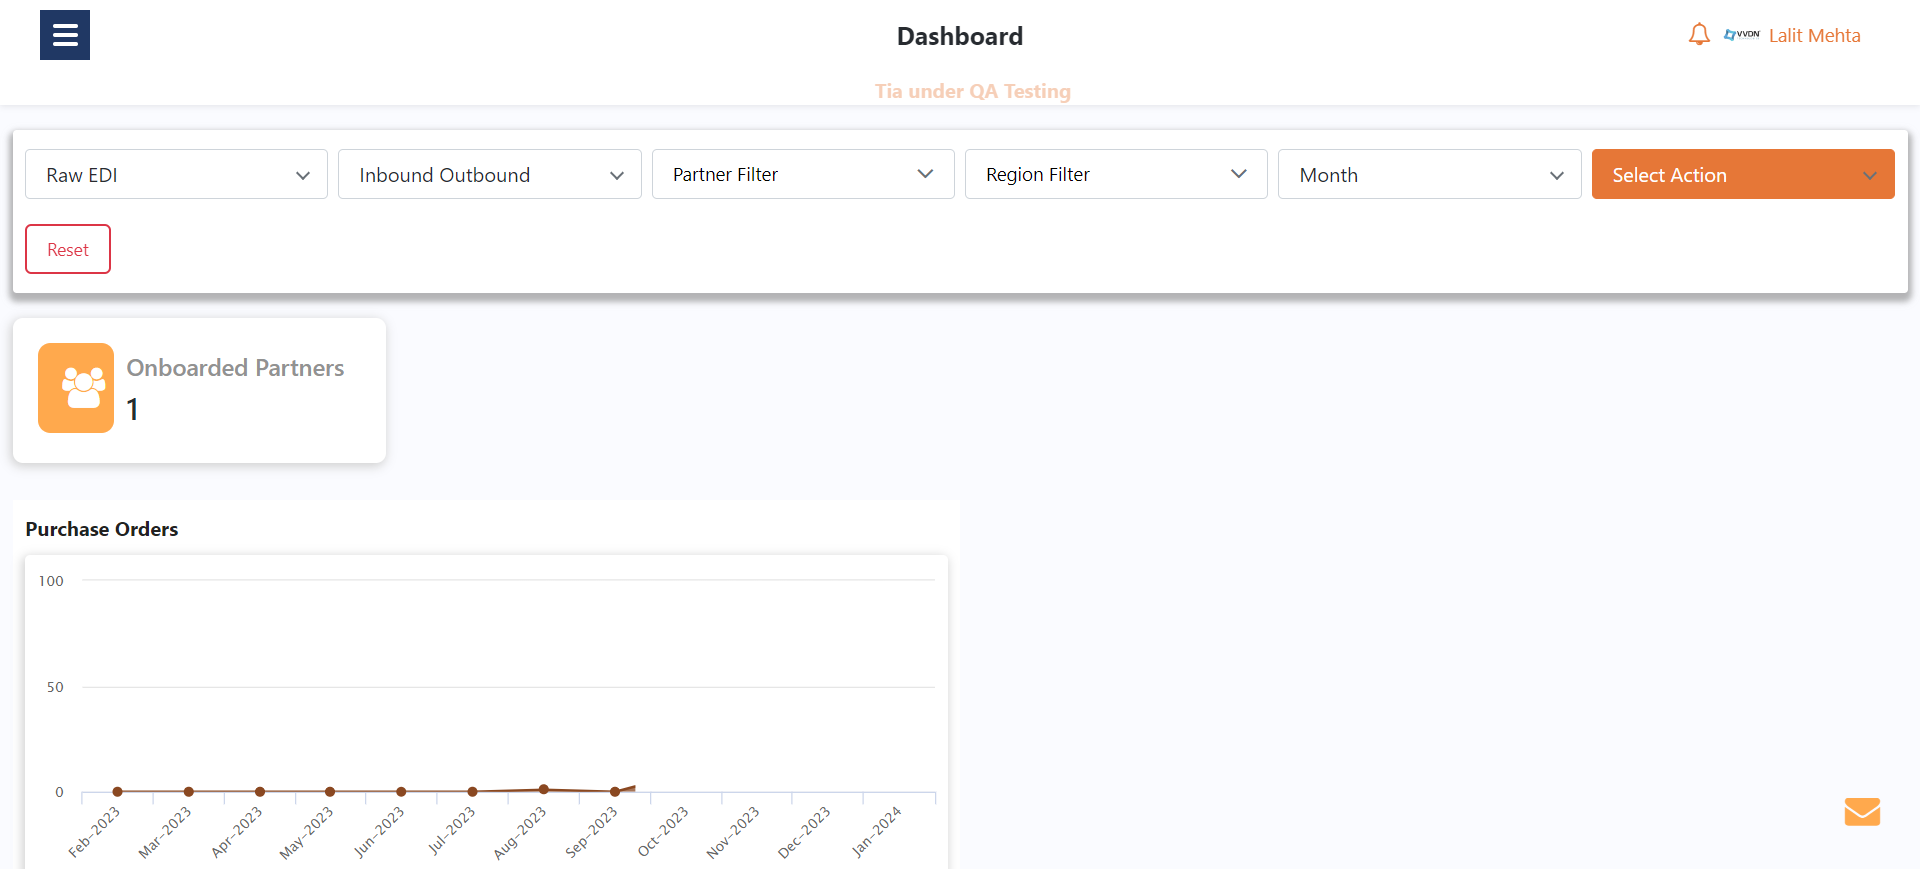 Dashboard
VVDN Lalit Mehta
Tia under QA Testing
Raw EDI Inbound Outbound Partner Filter Region Filter Month Select Action
Reset
Onboarded Partners
1
Purchase Orders
100
50
0
Feb-2023 Mar-2023 Apr-2023 May-2023 Jun-2023 Jul-2023 Aug-2023 Sep-2023 Oct-2023 Nov-2023 Dec-2023 Jan-2024